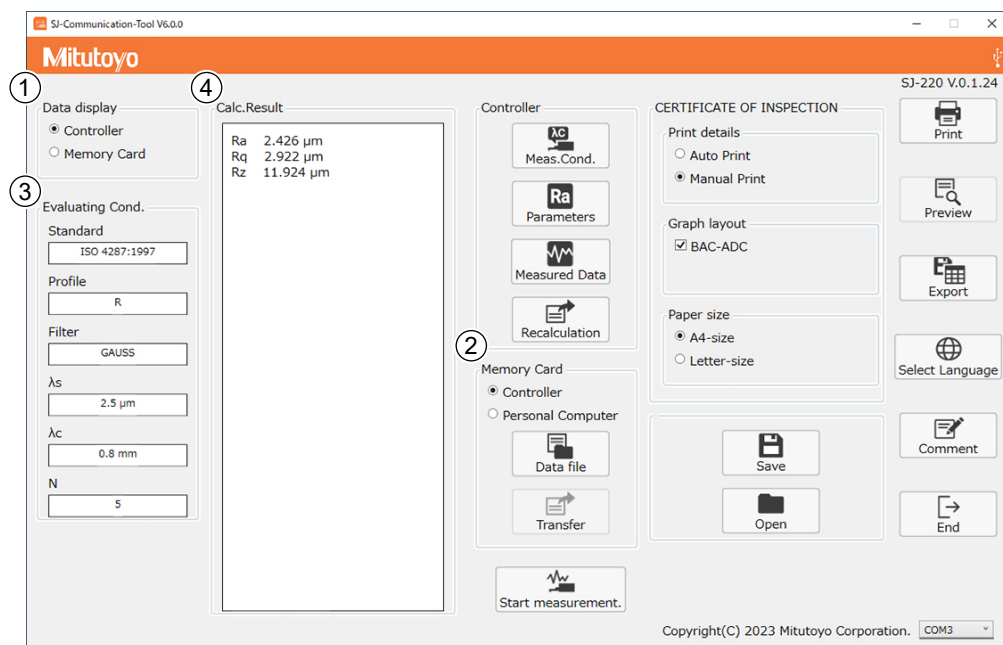 SJ-Communication-Tool V6.0.0
Mitutoyo
SJ-220 V.0.1.24
1
Data display
Controller
Memory Card
3
Evaluating Cond.
Standard
ISO 4287:1997
Profile
R
Filter
GAUSS
λs
2.5 µm
λc
0.8 mm
N
5
4
Calc.Result
Ra 2.426 µm
Rq 2.922 µm
Rz 11.924 µm
Controller
λC
Meas.Cond.
Ra
Parameters
Measured Data
Recalculation
2
Memory Card
Controller
Personal Computer
Data file
Transfer
Start measurement.
CERTIFICATE OF INSPECTION
Print details
Auto Print
Manual Print
Graph layout
BAC-ADC
Paper size
A4-size
Letter-size
Save
Open
Print
Preview
Export
Select Language
Comment
End
Copyright(C) 2023 Mitutoyo Corporation. COM3